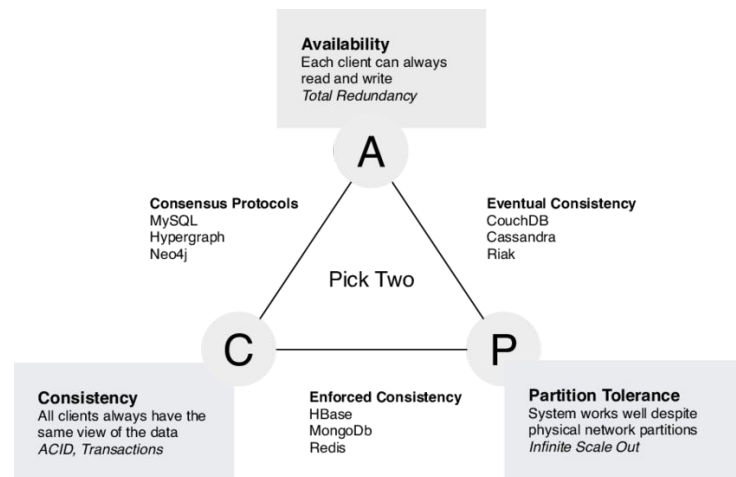 Availability
Each client can always
read and write
Total Redundancy
A
Consensus Protocols
MySQL
Hypergraph
Neo4j
Eventual Consistency
CouchDB
Cassandra
Riak
Pick Two
C
P
Consistency
All clients always have the
same view of the data
ACID, Transactions
Enforced Consistency
HBase
MongoDb
Redis
Partition Tolerance
System works well despite
physical network partitions
Infinite Scale Out